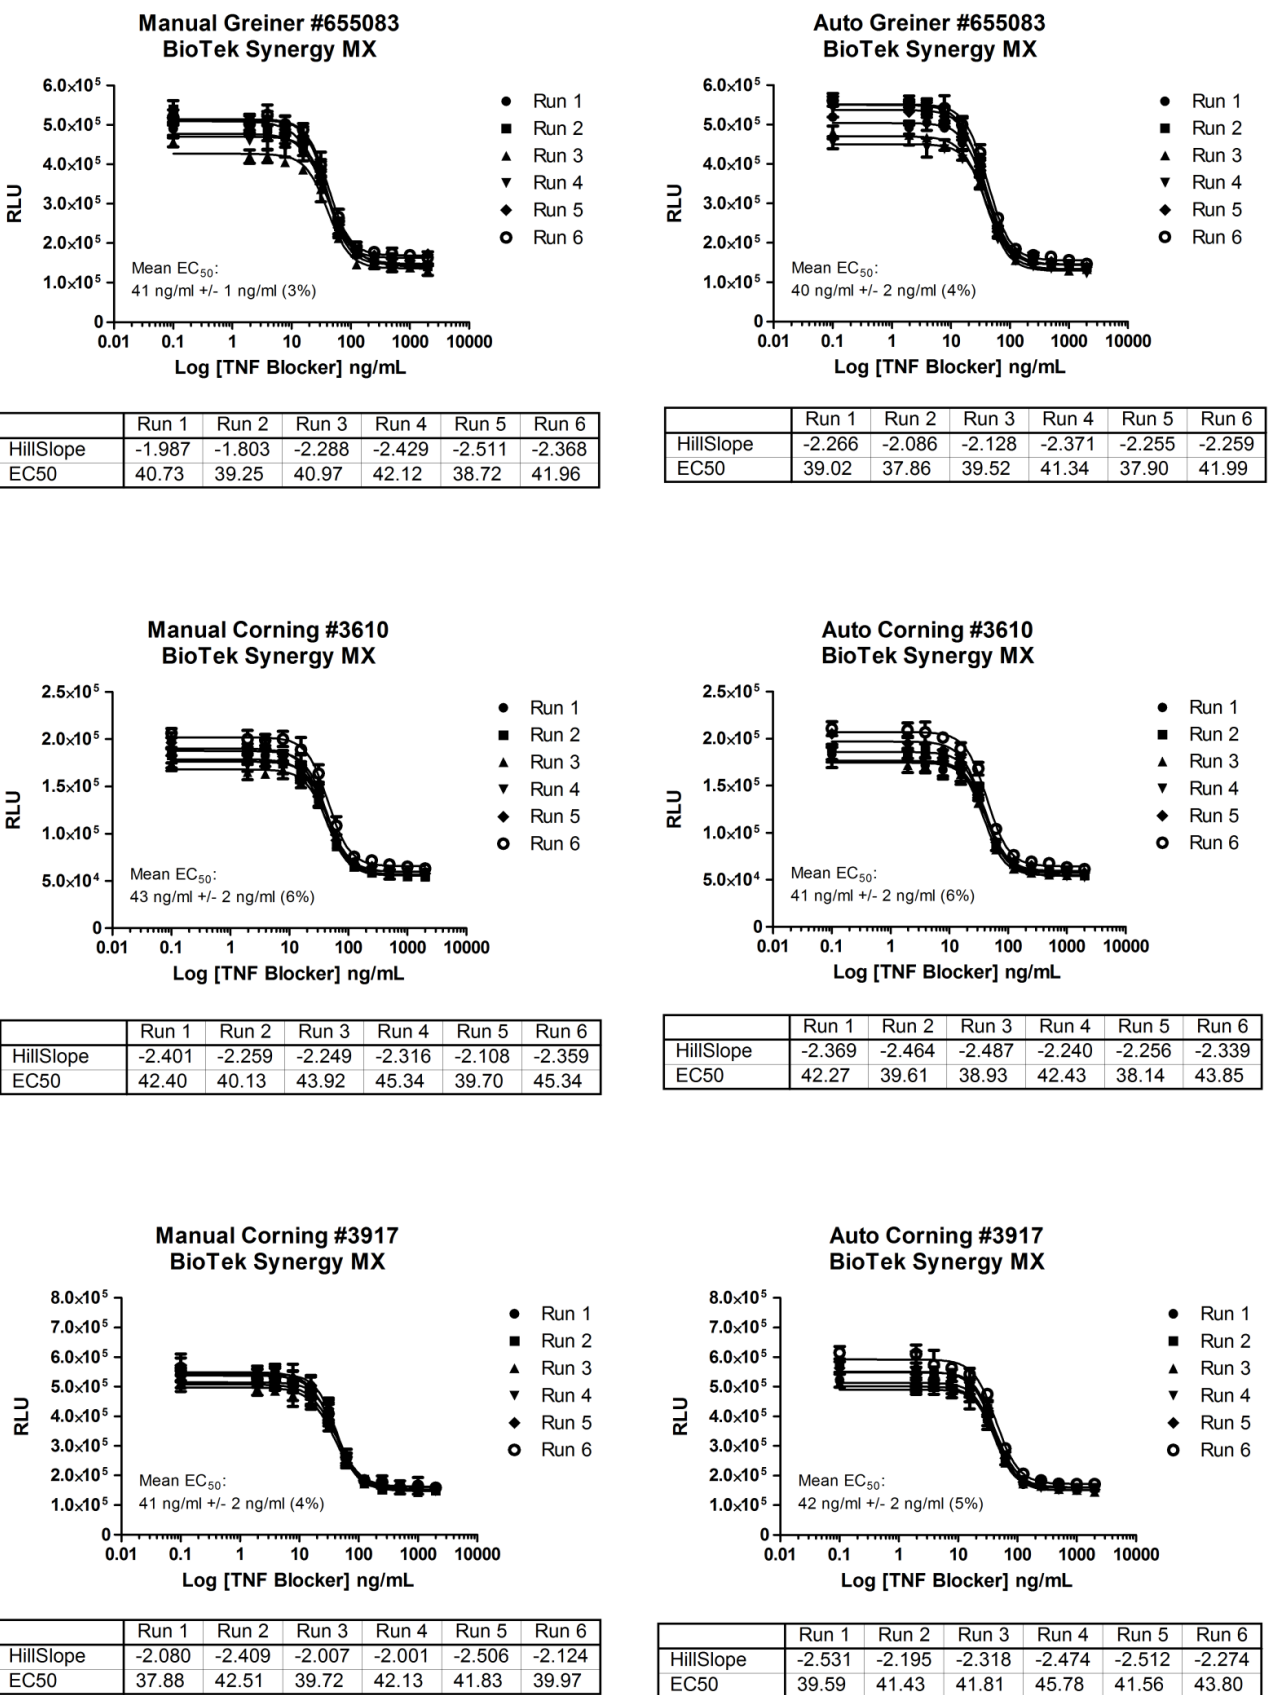 Manual Greiner #655083
BioTek Synergy MX
6.0×10⁵
5.0×10⁵
4.0×10⁵
3.0×10⁵
2.0×10⁵
1.0×10⁵
0
RLU
Mean EC₅₀:
41 ng/ml +/- 1 ng/ml (3%)
0.01 0.1 1 10 100 1000 10000
Log [TNF Blocker] ng/mL
Run 1
Run 2
Run 3
Run 4
Run 5
Run 6
Run 1 Run 2 Run 3 Run 4 Run 5 Run 6
HillSlope -1.987 -1.803 -2.288 -2.429 -2.511 -2.368
EC50 40.73 39.25 40.97 42.12 38.72 41.96
Auto Greiner #655083
BioTek Synergy MX
6.0×10⁵
5.0×10⁵
4.0×10⁵
3.0×10⁵
2.0×10⁵
1.0×10⁵
0
RLU
Mean EC₅₀:
40 ng/ml +/- 2 ng/ml (4%)
0.01 0.1 1 10 100 1000 10000
Log [TNF Blocker] ng/mL
Run 1
Run 2
Run 3
Run 4
Run 5
Run 6
Run 1 Run 2 Run 3 Run 4 Run 5 Run 6
HillSlope -2.266 -2.086 -2.128 -2.371 -2.255 -2.259
EC50 39.02 37.86 39.52 41.34 37.90 41.99
Manual Corning #3610
BioTek Synergy MX
2.5×10⁵
2.0×10⁵
1.5×10⁵
1.0×10⁵
5.0×10⁴
0
RLU
Mean EC₅₀:
43 ng/ml +/- 2 ng/ml (6%)
0.01 0.1 1 10 100 1000 10000
Log [TNF Blocker] ng/mL
Run 1
Run 2
Run 3
Run 4
Run 5
Run 6
Run 1 Run 2 Run 3 Run 4 Run 5 Run 6
HillSlope -2.401 -2.259 -2.249 -2.316 -2.108 -2.359
EC50 42.40 40.13 43.92 45.34 39.70 45.34
Auto Corning #3610
BioTek Synergy MX
2.5×10⁵
2.0×10⁵
1.5×10⁵
1.0×10⁵
5.0×10⁴
0
RLU
Mean EC₅₀:
41 ng/ml +/- 2 ng/ml (6%)
0.01 0.1 1 10 100 1000 10000
Log [TNF Blocker] ng/mL
Run 1
Run 2
Run 3
Run 4
Run 5
Run 6
Run 1 Run 2 Run 3 Run 4 Run 5 Run 6
HillSlope -2.369 -2.464 -2.487 -2.240 -2.256 -2.339
EC50 42.27 39.61 38.93 42.43 38.14 43.85
Manual Corning #3917
BioTek Synergy MX
8.0×10⁵
7.0×10⁵
6.0×10⁵
5.0×10⁵
4.0×10⁵
3.0×10⁵
2.0×10⁵
1.0×10⁵
0
RLU
Mean EC₅₀:
41 ng/ml +/- 2 ng/ml (4%)
0.01 0.1 1 10 100 1000 10000
Log [TNF Blocker] ng/mL
Run 1
Run 2
Run 3
Run 4
Run 5
Run 6
Run 1 Run 2 Run 3 Run 4 Run 5 Run 6
HillSlope -2.080 -2.409 -2.007 -2.001 -2.506 -2.124
EC50 37.88 42.51 39.72 42.13 41.83 39.97
Auto Corning #3917
BioTek Synergy MX
8.0×10⁵
7.0×10⁵
6.0×10⁵
5.0×10⁵
4.0×10⁵
3.0×10⁵
2.0×10⁵
1.0×10⁵
0
RLU
Mean EC₅₀:
42 ng/ml +/- 2 ng/ml (5%)
0.01 0.1 1 10 100 1000 10000
Log [TNF Blocker] ng/mL
Run 1
Run 2
Run 3
Run 4
Run 5
Run 6
Run 1 Run 2 Run 3 Run 4 Run 5 Run 6
HillSlope -2.531 -2.195 -2.318 -2.474 -2.512 -2.274
EC50 39.59 41.43 41.81 45.78 41.56 43.80